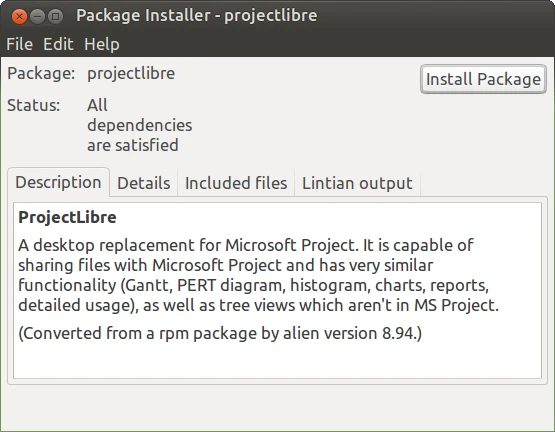 Package Installer - projectlibre
File Edit Help
Package: projectlibre
Install Package
Status: All
dependencies
are satisfied
Description Details Included files Lintian output
ProjectLibre
A desktop replacement for Microsoft Project. It is capable of
sharing files with Microsoft Project and has very similar
functionality (Gantt, PERT diagram, histogram, charts, reports,
detailed usage), as well as tree views which aren't in MS Project.
(Converted from a rpm package by alien version 8.94.)